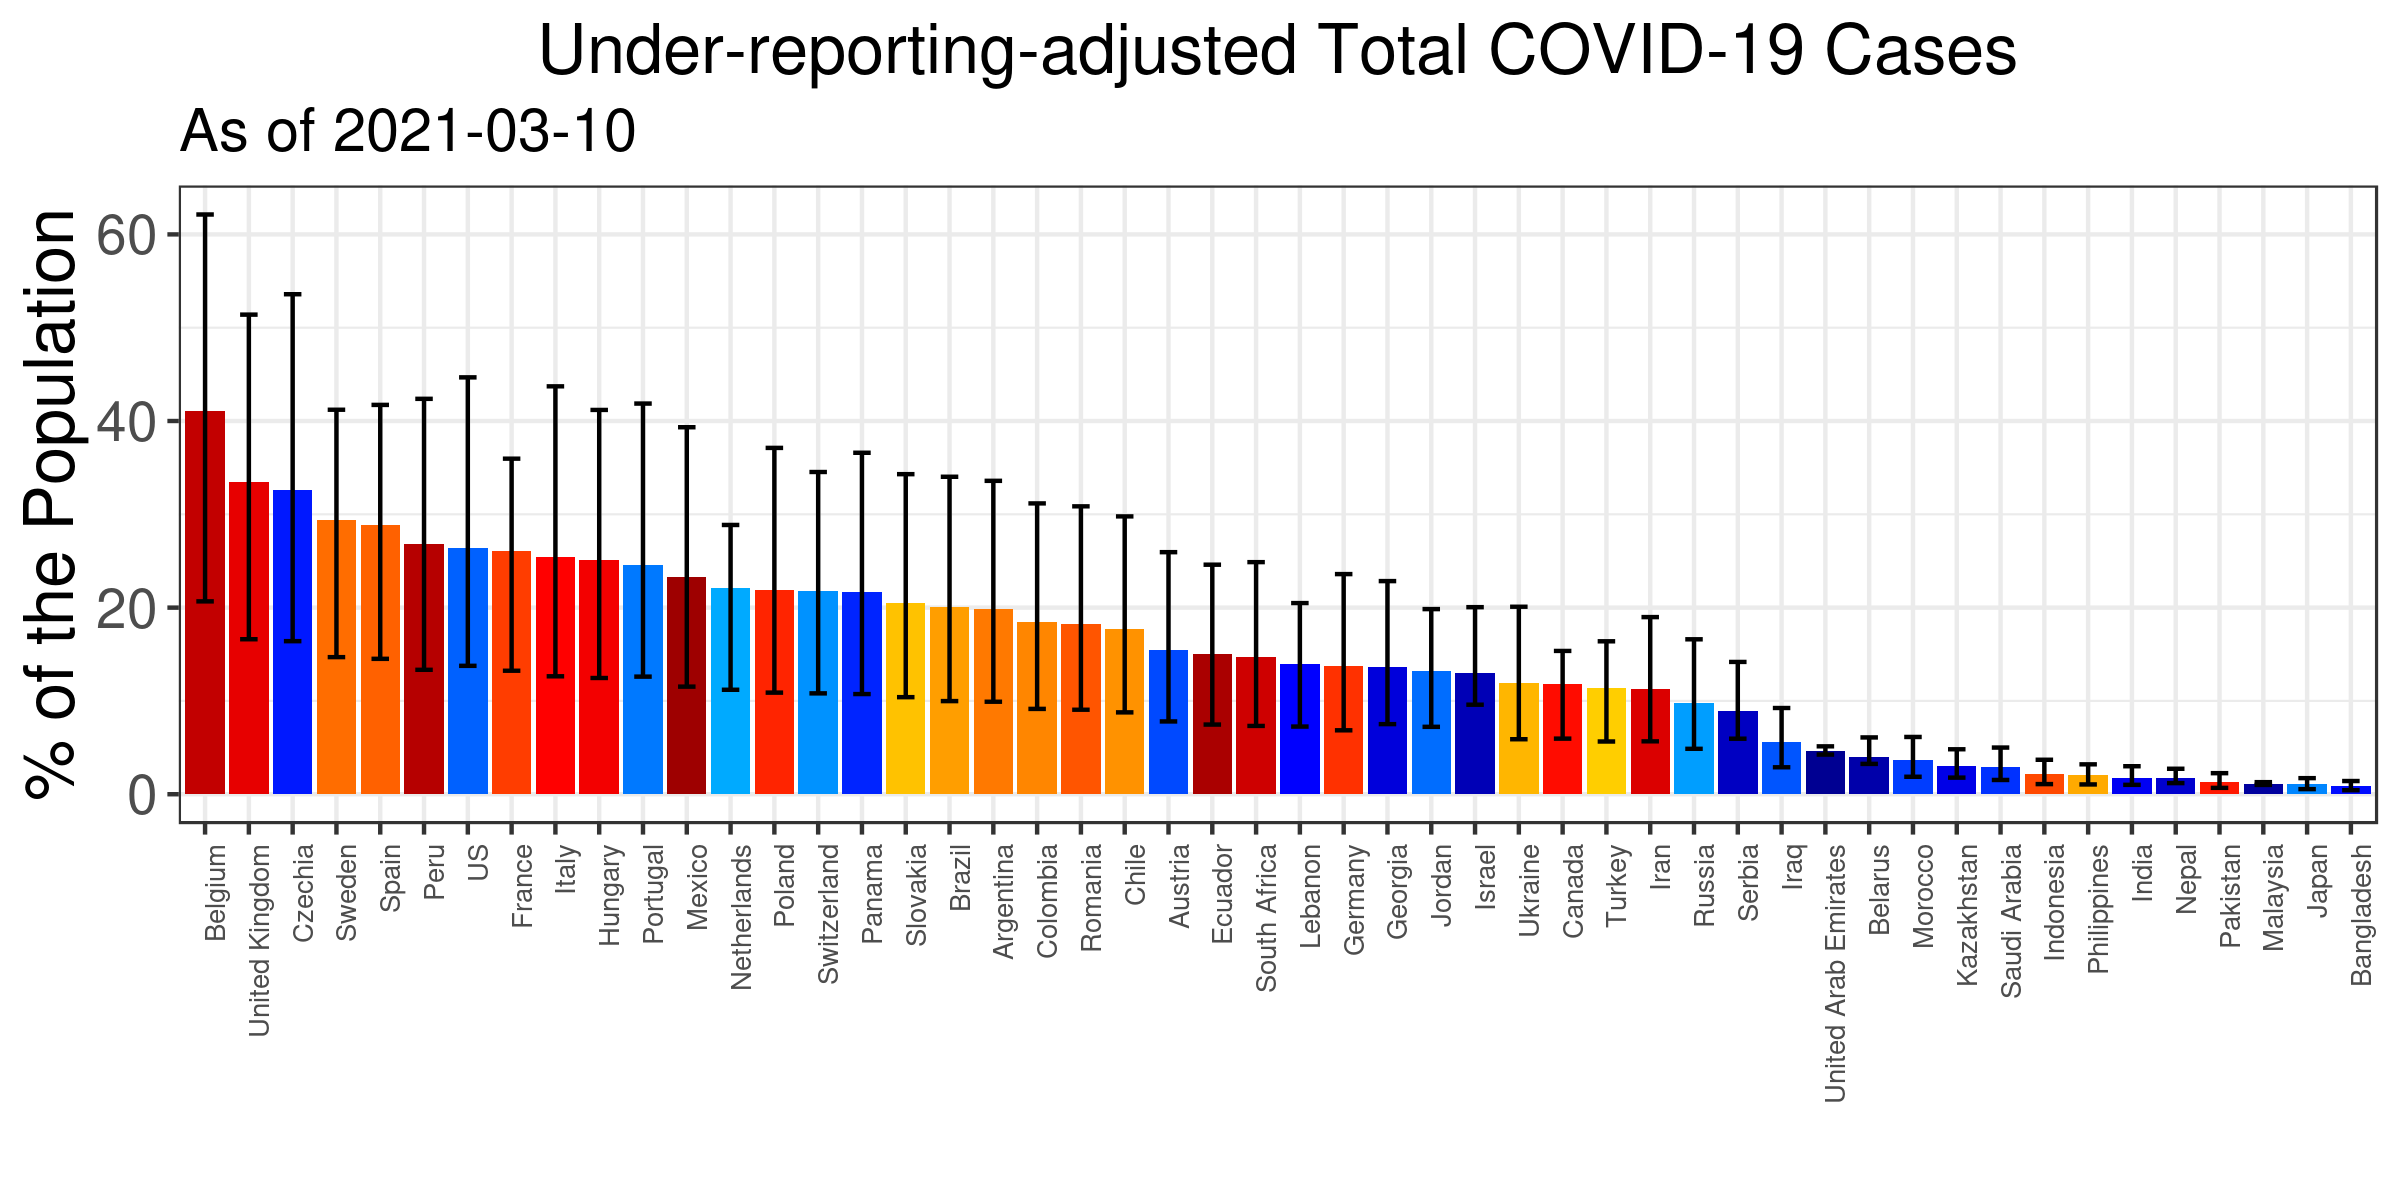 Under-reporting-adjusted Total COVID-19 Cases
As of 2021-03-10
% of the Population
60
40
20
0
Belgium
United Kingdom
Czechia
Sweden
Spain
Peru
US
France
Italy
Hungary
Portugal
Mexico
Netherlands
Poland
Switzerland
Panama
Slovakia
Brazil
Argentina
Colombia
Romania
Chile
Austria
Ecuador
South Africa
Lebanon
Germany
Georgia
Jordan
Israel
Ukraine
Canada
Turkey
Iran
Russia
Serbia
Iraq
United Arab Emirates
Belarus
Morocco
Kazakhstan
Saudi Arabia
Indonesia
Philippines
India
Nepal
Pakistan
Malaysia
Japan
Bangladesh